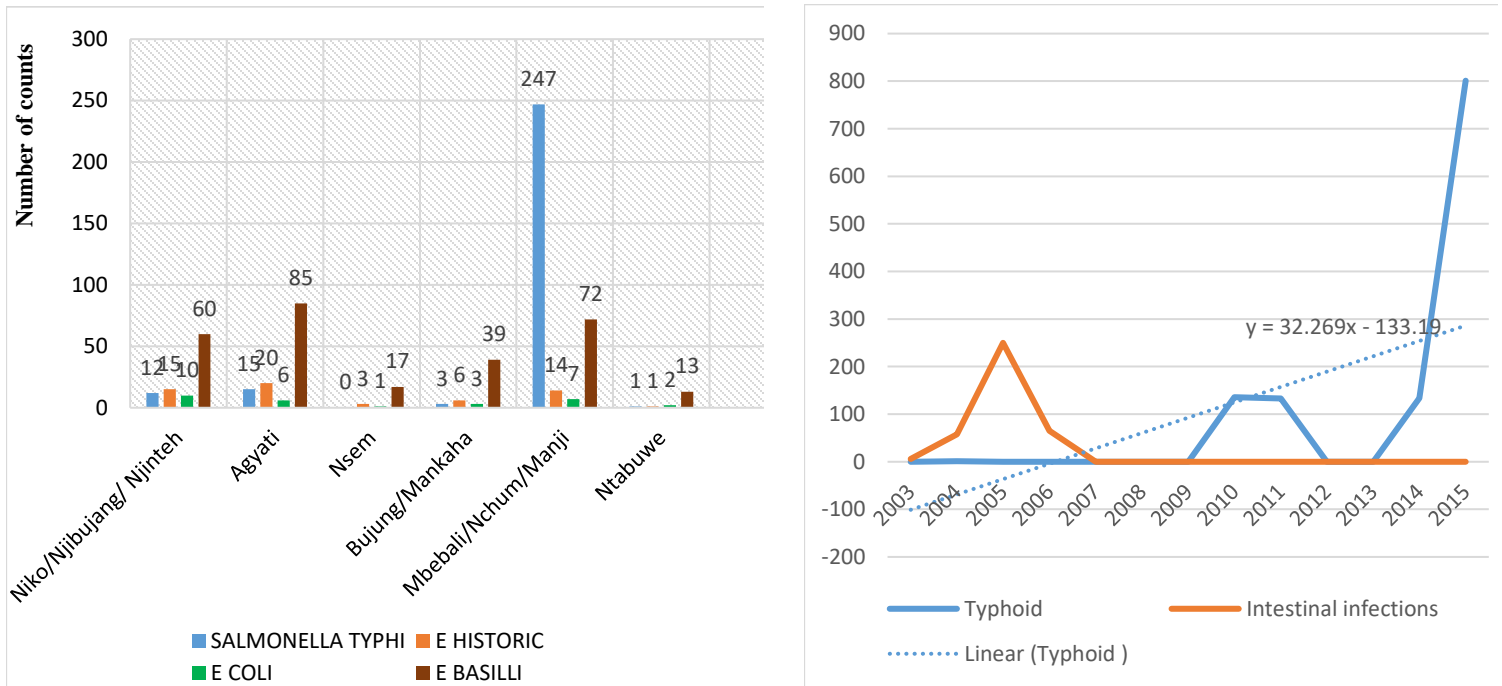 Number of counts
300
250
200
150
100
50
0
12 15 10 60
15 20 6 85
0 3 1 17
3 6 3 39
247 14 7 72
1 1 2 13
Niko/Njibujang/ Njinteh
Agyati
Nsem
Bujung/Mankaha
Mbebali/Nchum/Manji
Ntabuwe
SALMONELLA TYPHI E HISTORIC
E COLI E BASILLI
900
800
700
600
500
400
300
200
100
0
-100
-200
y = 32.269x - 133.19
2003 2004 2005 2006 2007 2008 2009 2010 2011 2012 2013 2014 2015
Typhoid Intestinal infections
Linear (Typhoid )